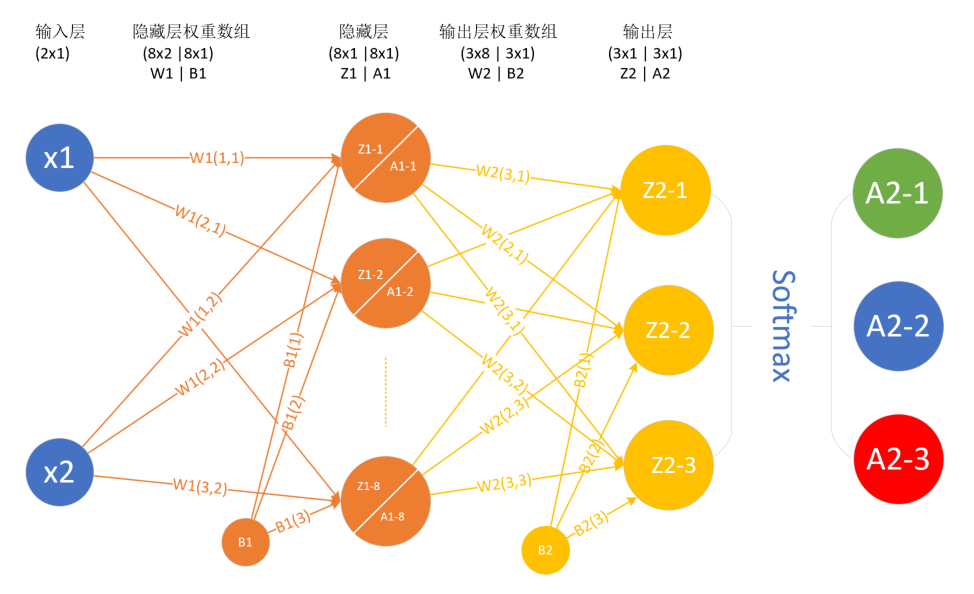 输入层
(2x1)
隐藏层权重数组
(8x2 |8x1)
W1 | B1
隐藏层
(8x1 |8x1)
Z1 | A1
输出层权重数组
(3x8 | 3x1)
W2 | B2
输出层
(3x1 | 3x1)
Z2 | A2
x1
x2
W1(1,1)
W1(2,1)
W1(1,2)
W1(2,2)
W1(3,2)
B1(1)
B1(2)
B1(3)
B1
Z1-1
A1-1
Z1-2
A1-2
Z1-8
A1-8
W2(3,1)
W2(2,1)
W2(3,1)
W2(3,2)
W2(2,3)
W2(3,3)
B2(1)
B2(2)
B2(3)
B2
Z2-1
Z2-2
Z2-3
Softmax
A2-1
A2-2
A2-3